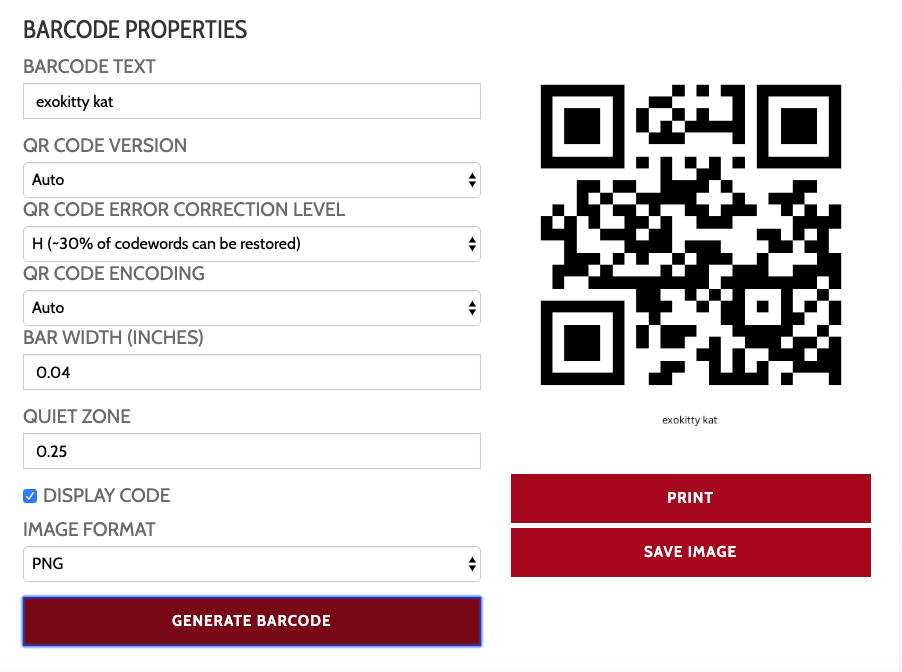 BARCODE PROPERTIES
BARCODE TEXT
exokitty kat
QR CODE VERSION
Auto
QR CODE ERROR CORRECTION LEVEL
H (~30% of codewords can be restored)
QR CODE ENCODING
Auto
BAR WIDTH (INCHES)
0.04
QUIET ZONE
0.25
DISPLAY CODE
IMAGE FORMAT
PNG
GENERATE BARCODE
exokitty kat
PRINT
SAVE IMAGE